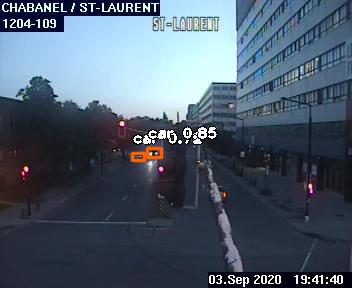 CHABANEL / ST-LAURENT
1204-109
ST-LAURENT
car 0.85
car 0.72
03.Sep 2020 19:41:40